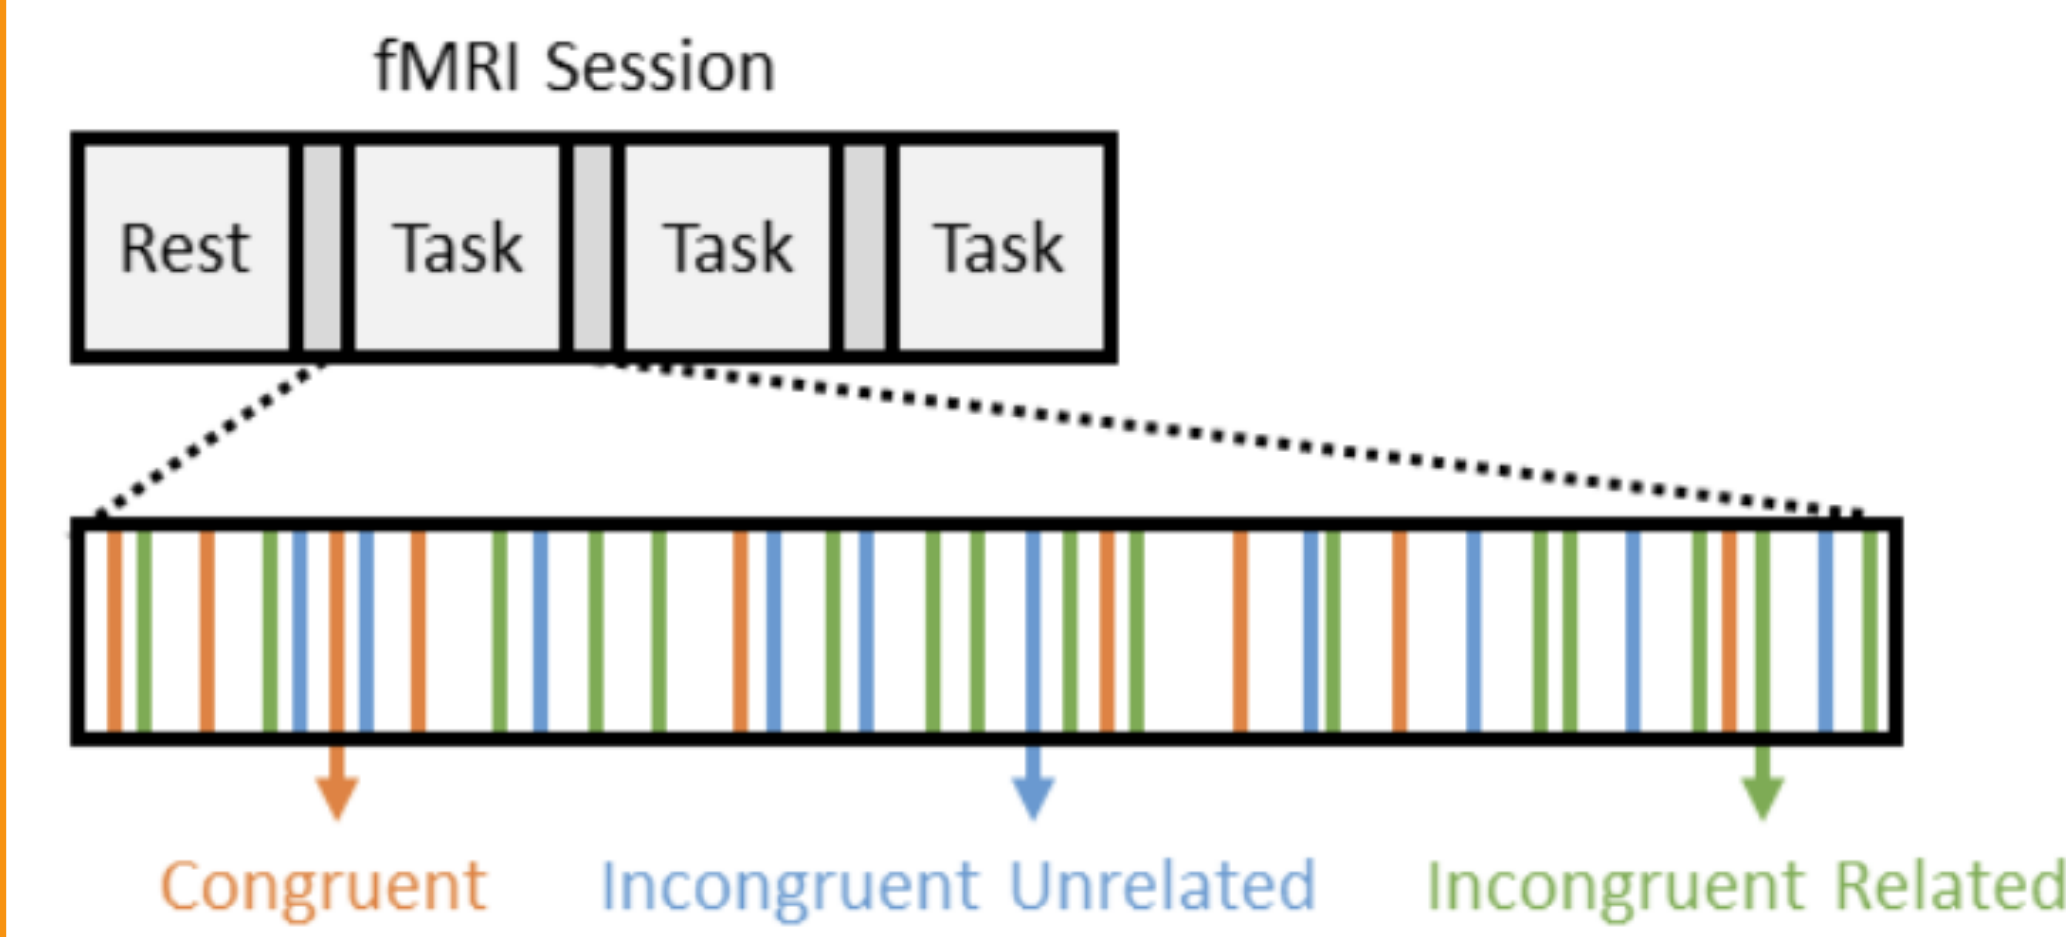 fMRI Session
Rest Task Task Task
Congruent Incongruent Unrelated Incongruent Related